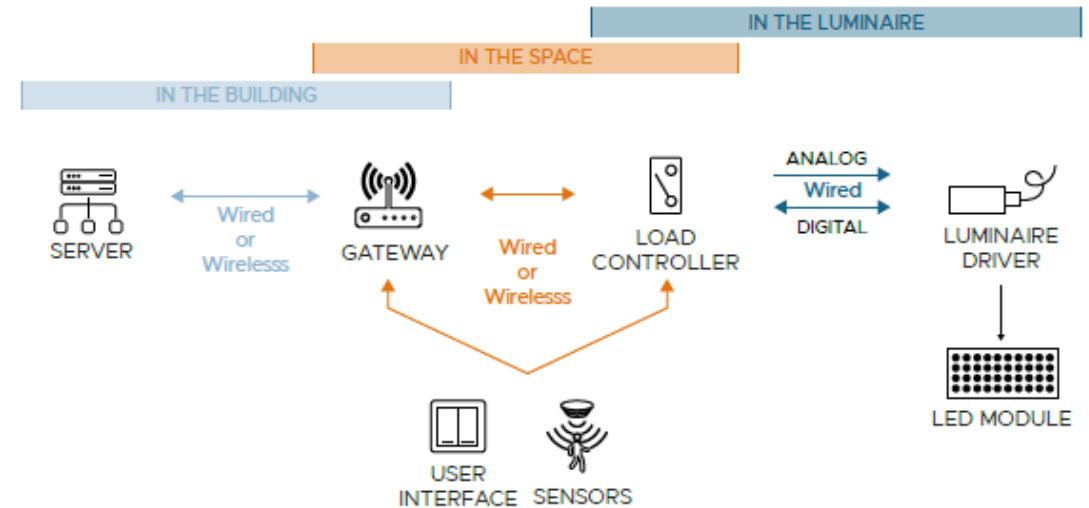 IN THE LUMINAIRE
IN THE SPACE
IN THE BUILDING
SERVER
Wired
or
Wirelesss
GATEWAY
Wired
or
Wirelesss
LOAD
CONTROLLER
ANALOG
Wired
DIGITAL
LUMINAIRE
DRIVER
LED MODULE
USER
INTERFACE
SENSORS